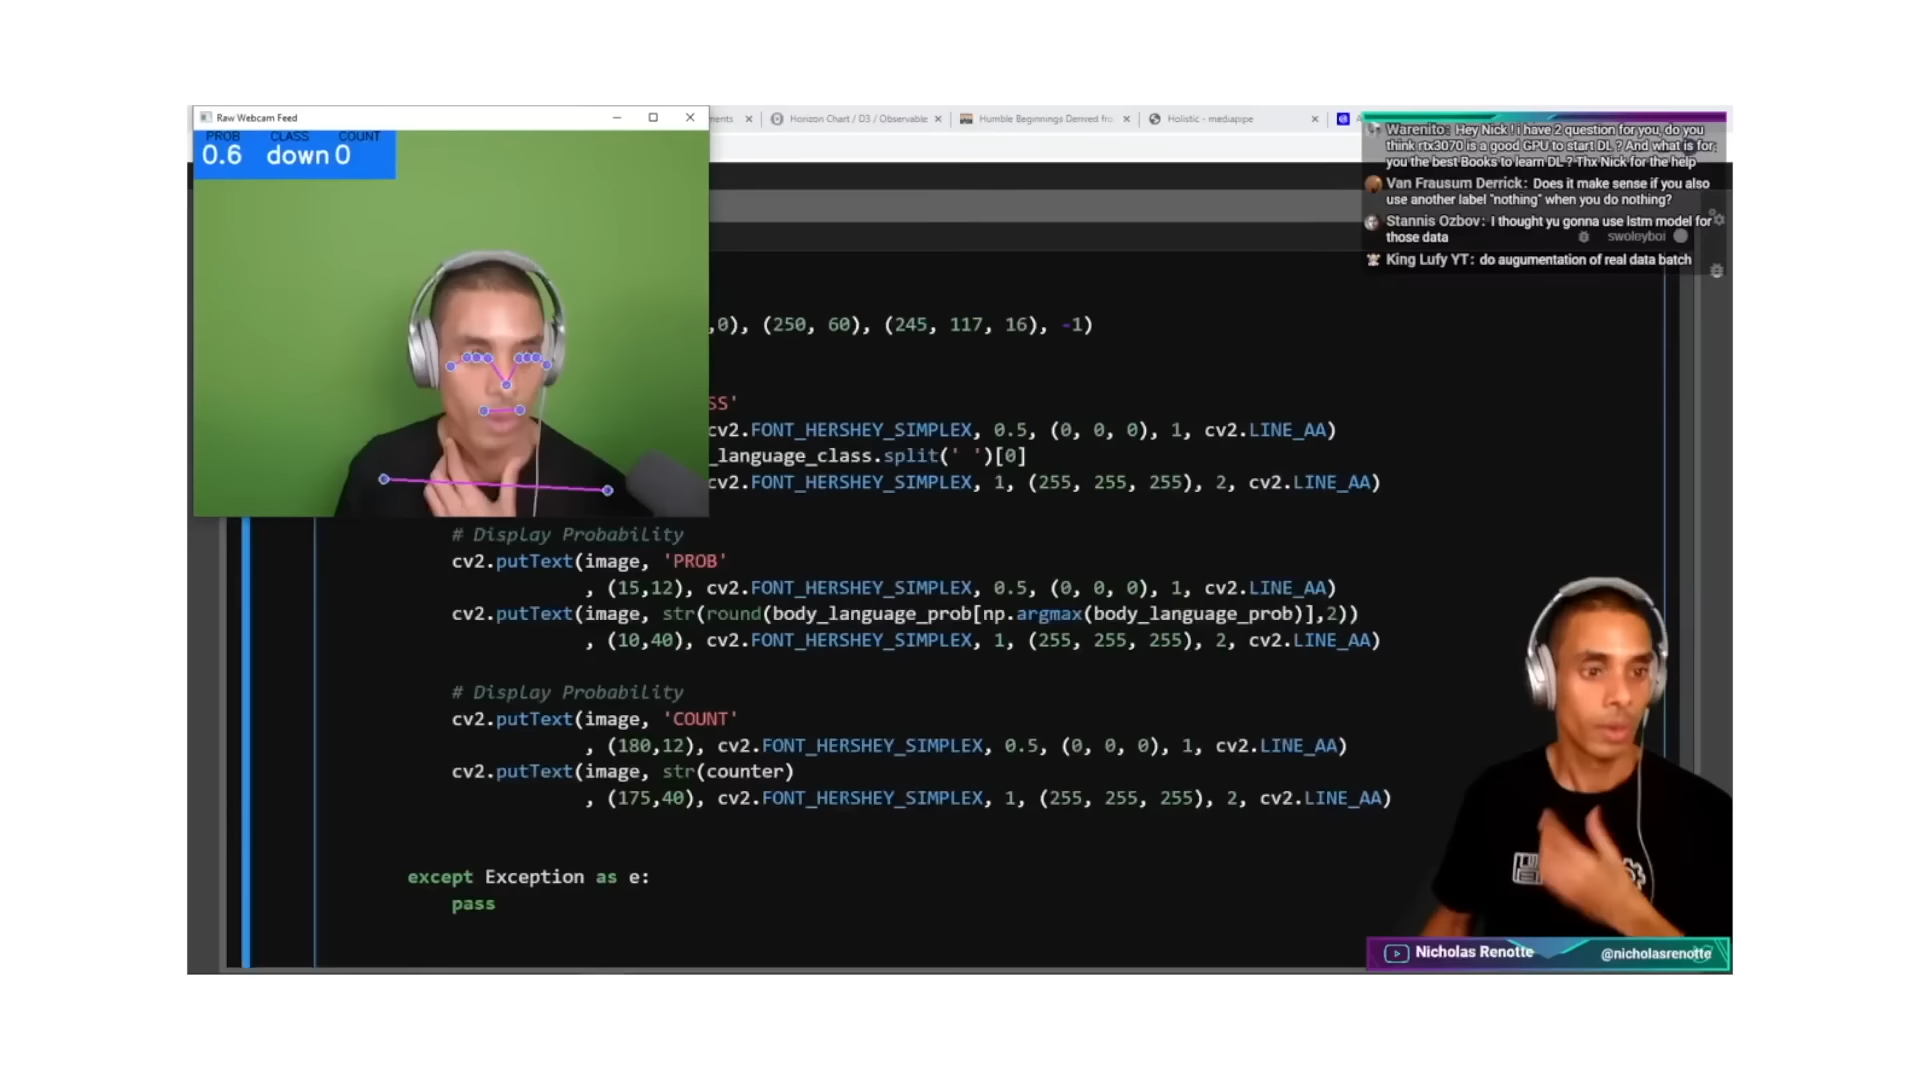 Raw Webcam Feed
PROB CLASS COUNT
0.6 down 0
ments
Horizon Chart / D3 / Observable
Humble Beginnings Derived fro
Holistic - mediapipe
Warenito: Hey Nick ! i have 2 question for you, do you
think rtx3070 is a good GPU to start DL ? And what is for
you the best Books to learn DL ? Thx Nick for the help
Van Frausum Derrick: Does it make sense if you also
use another label "nothing" when you do nothing?
Stannis Ozbov: I thought yu gonna use lstm model for
those data
swoleyboi
King Lufy YT: do augumentation of real data batch
,0), (250, 60), (245, 117, 16), -1)
SS'
cv2.FONT_HERSHEY_SIMPLEX, 0.5, (0, 0, 0), 1, cv2.LINE_AA)
_language_class.split(' ')[0]
cv2.FONT_HERSHEY_SIMPLEX, 1, (255, 255, 255), 2, cv2.LINE_AA)
# Display Probability
cv2.putText(image, 'PROB'
, (15,12), cv2.FONT_HERSHEY_SIMPLEX, 0.5, (0, 0, 0), 1, cv2.LINE_AA)
cv2.putText(image, str(round(body_language_prob[np.argmax(body_language_prob)],2))
, (10,40), cv2.FONT_HERSHEY_SIMPLEX, 1, (255, 255, 255), 2, cv2.LINE_AA)
# Display Probability
cv2.putText(image, 'COUNT'
, (180,12), cv2.FONT_HERSHEY_SIMPLEX, 0.5, (0, 0, 0), 1, cv2.LINE_AA)
cv2.putText(image, str(counter)
, (175,40), cv2.FONT_HERSHEY_SIMPLEX, 1, (255, 255, 255), 2, cv2.LINE_AA)
except Exception as e:
pass
Nicholas Renotte
@nicholasrenotte